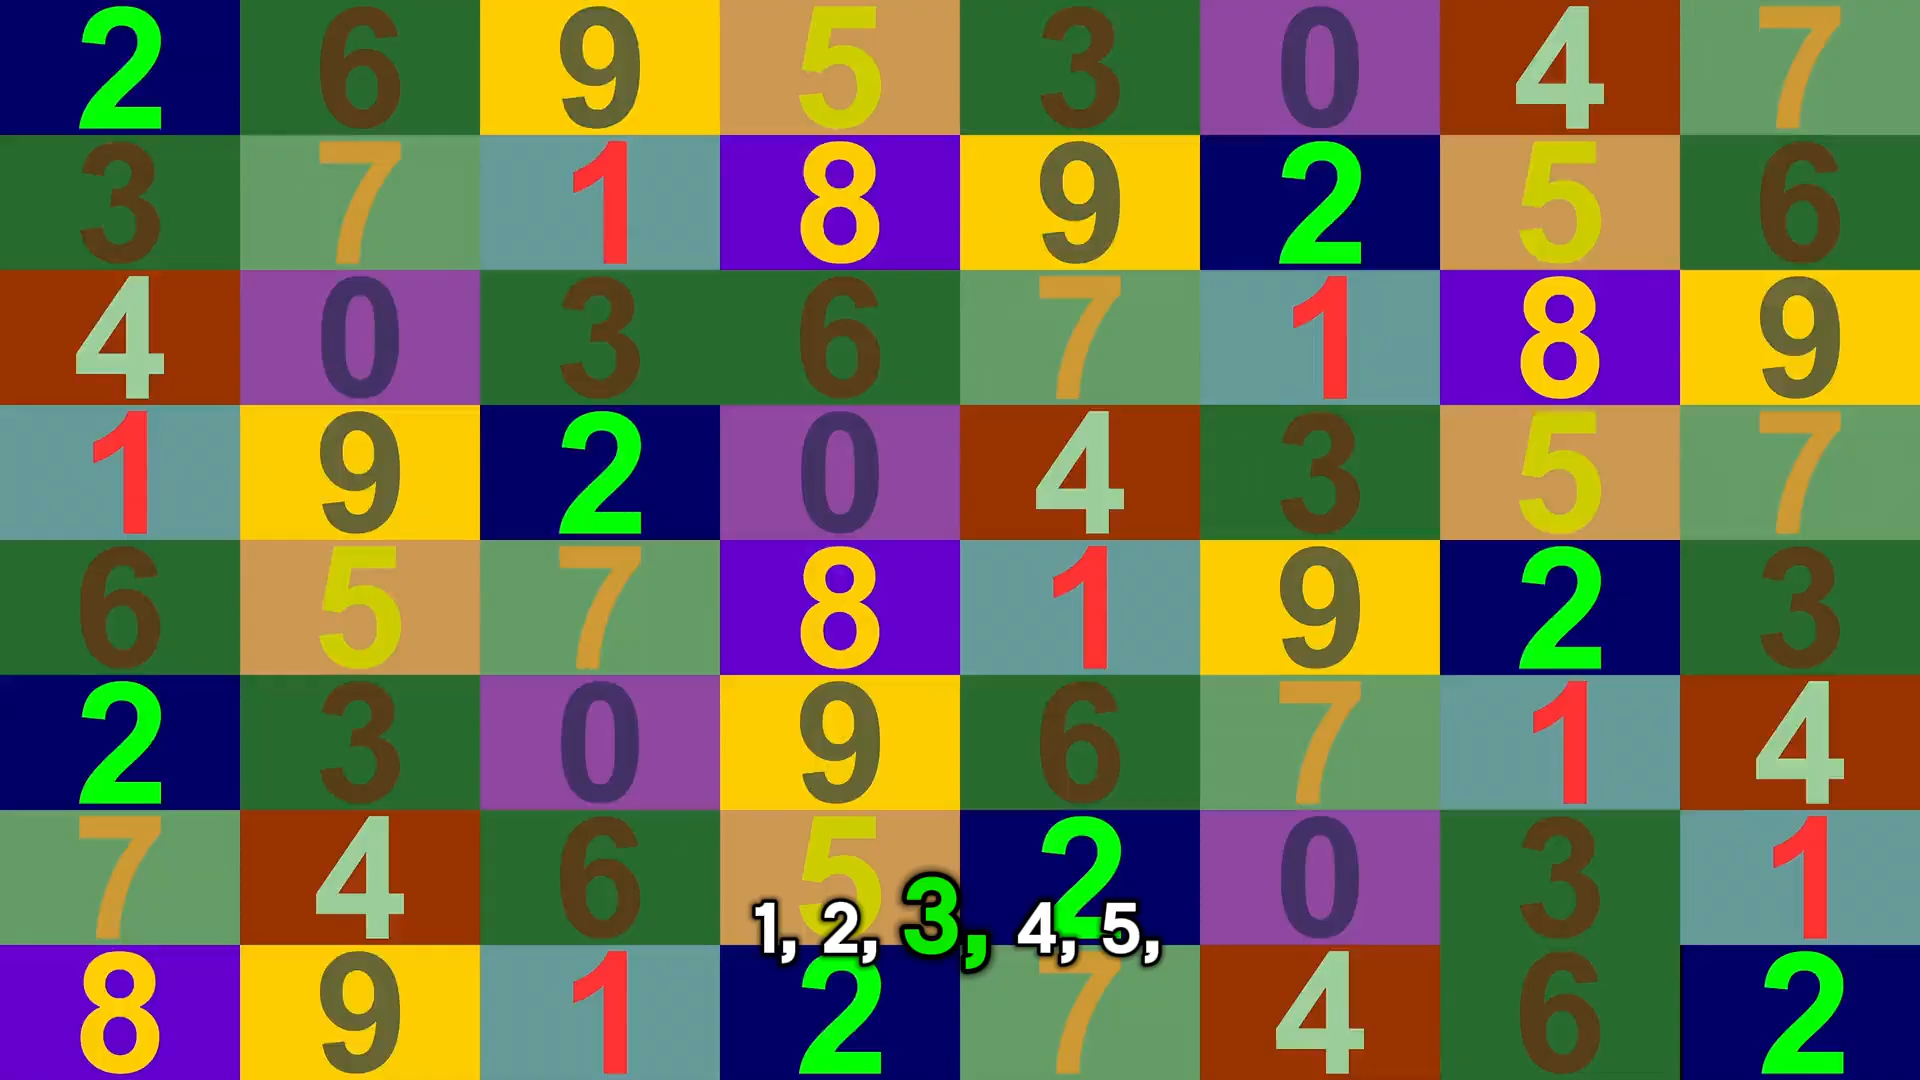 2 6 9 5 3 0 4 7
3 7 1 8 9 2 5 6
4 0 3 6 7 1 8 9
1 9 2 0 4 3 5 7
6 5 7 8 1 9 2 3
2 3 0 9 6 7 1 4
7 4 6 5 2 0 3 1
1, 2, 3, 4, 5,
8 9 1 2 7 4 6 2